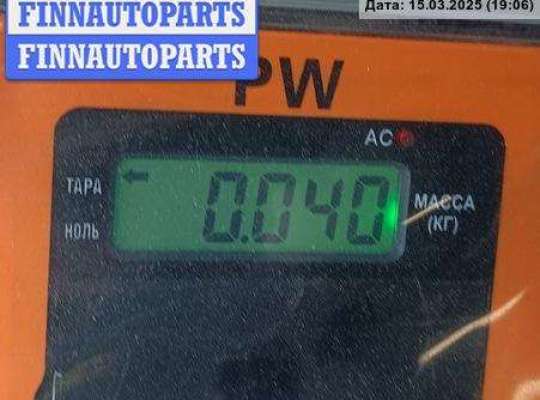 FINNAUTOPARTS
FINNAUTOPARTS
Дата: 15.03.2025 (19:06)
PW
AC
ТАРА
0.040
МАССА
(КГ)
НОЛЬ